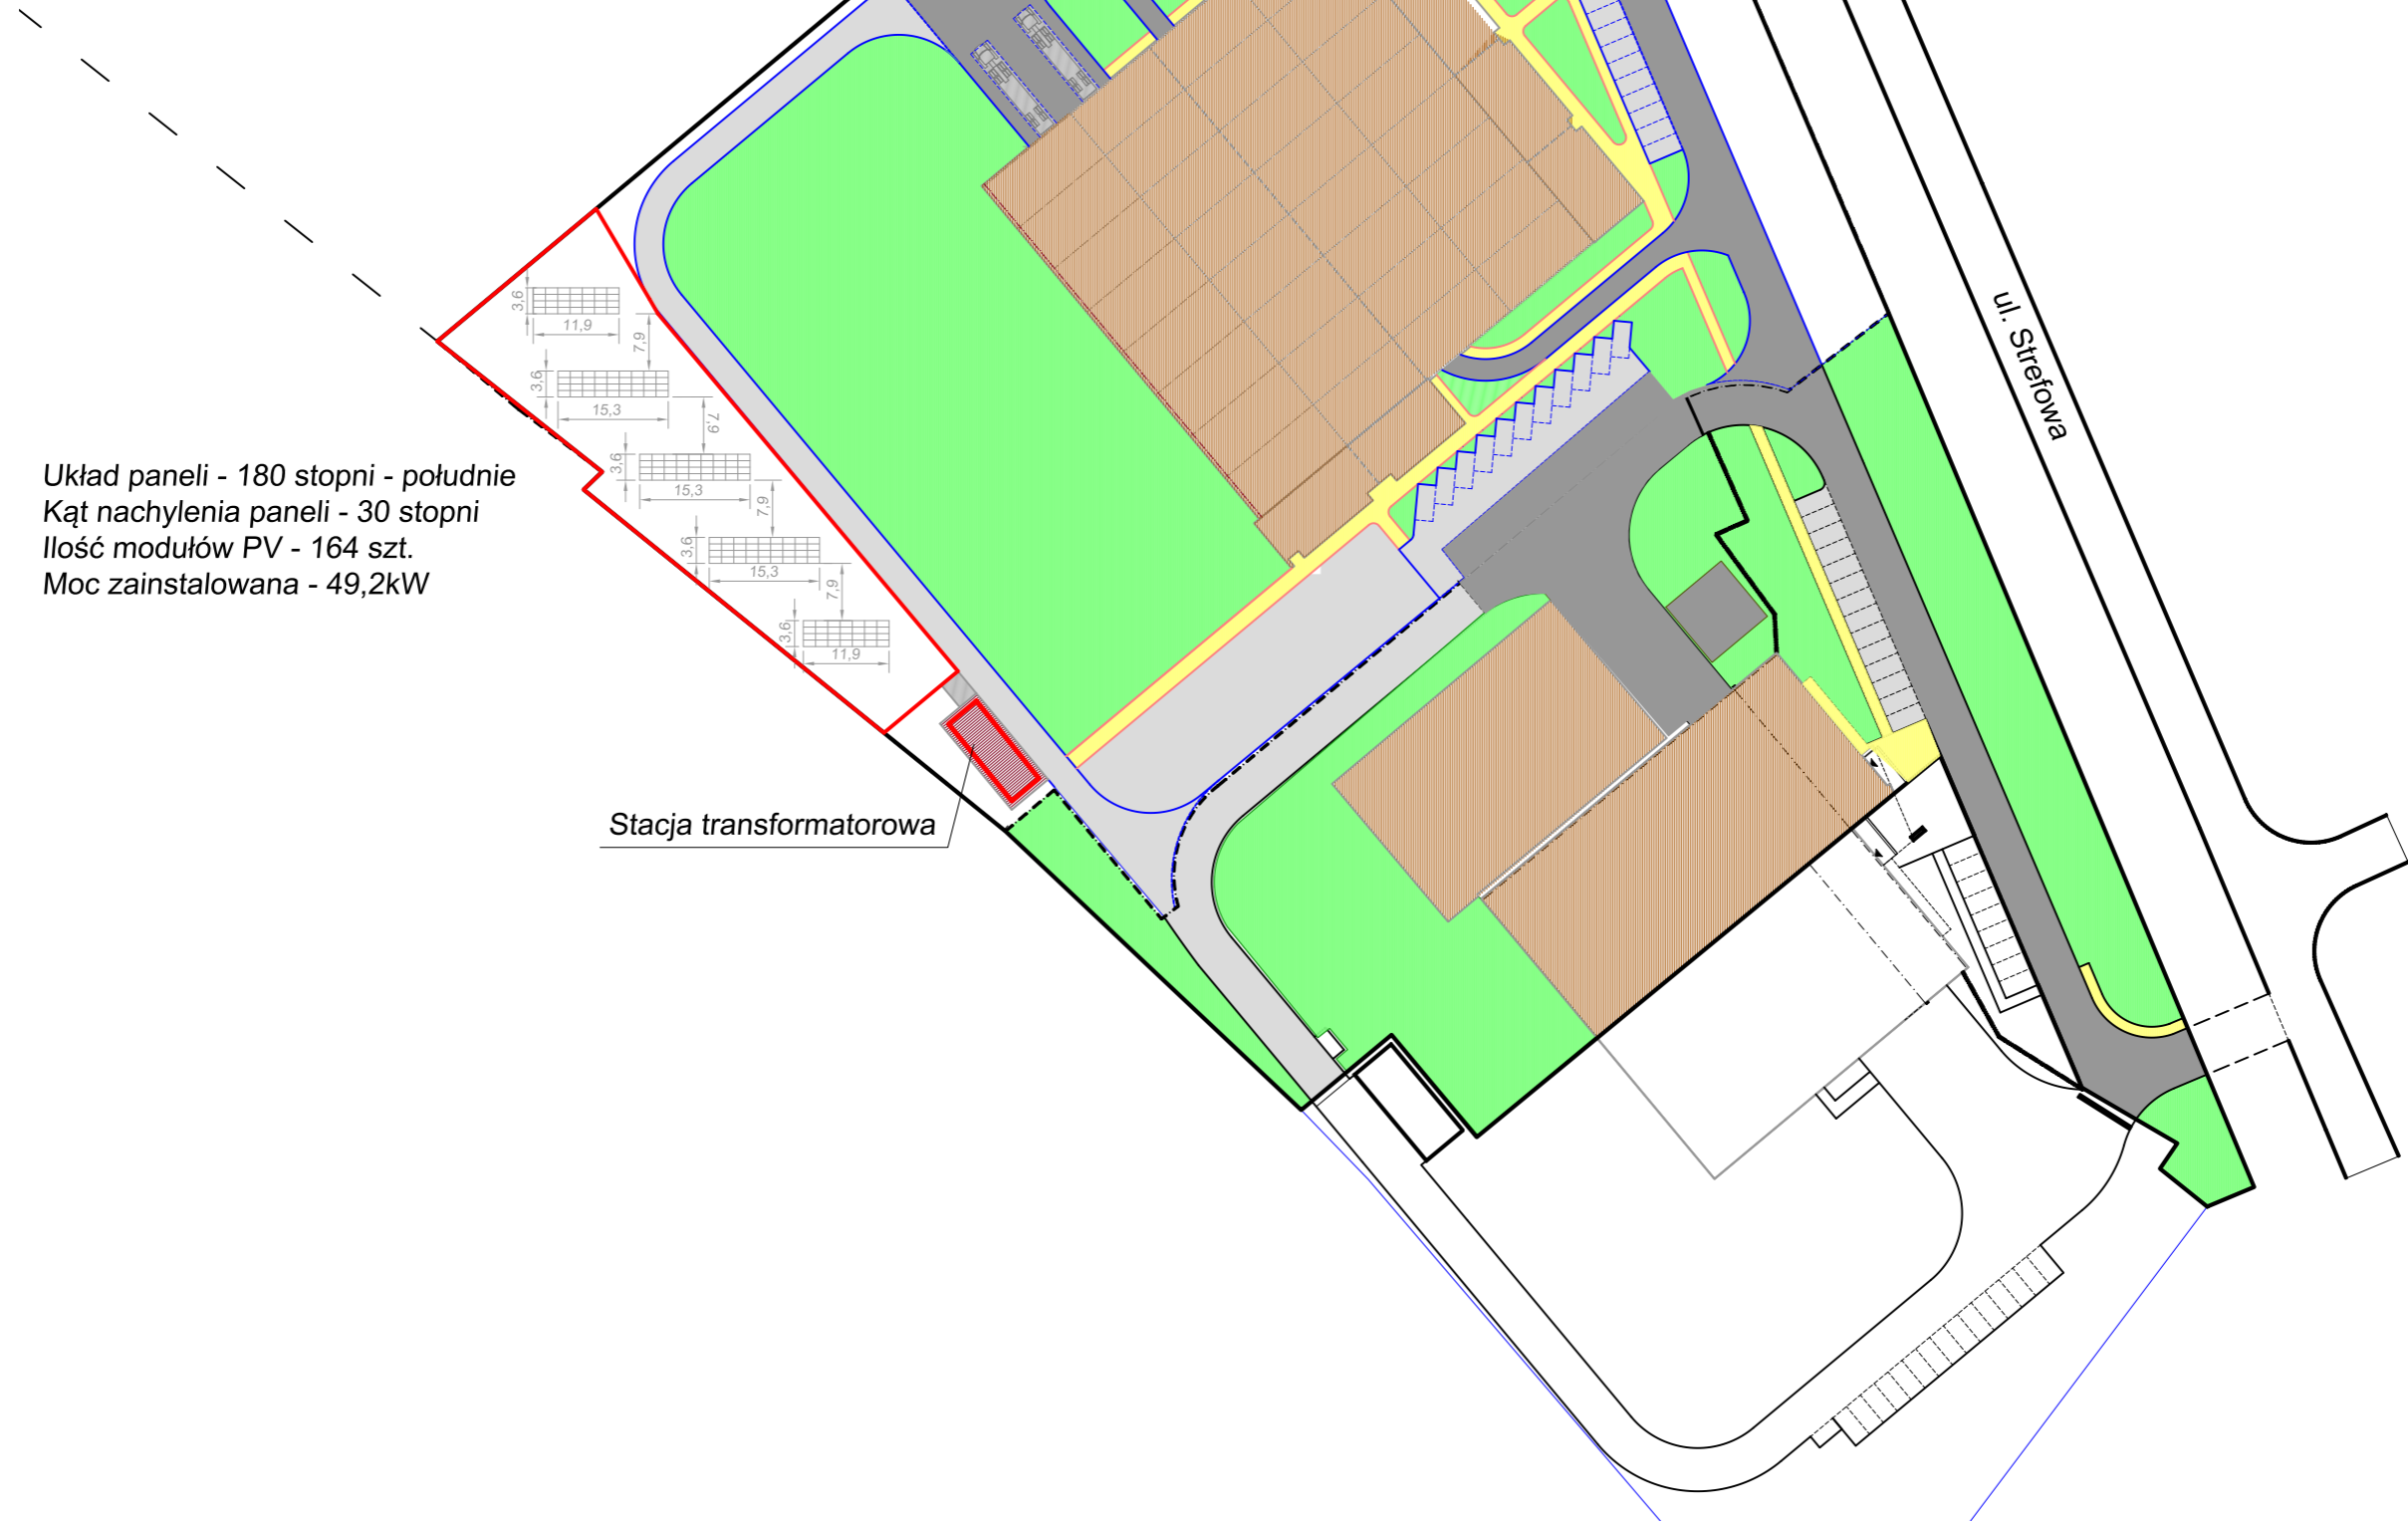 3,6
11,9
7,9
3,6
15,3
7,9
3,6
15,3
7,9
3,6
15,3
7,9
3,6
11,9
Układ paneli - 180 stopni - południe
Kąt nachylenia paneli - 30 stopni
Ilość modułów PV - 164 szt.
Moc zainstalowana - 49,2kW
Stacja transformatorowa
ul. Strefowa